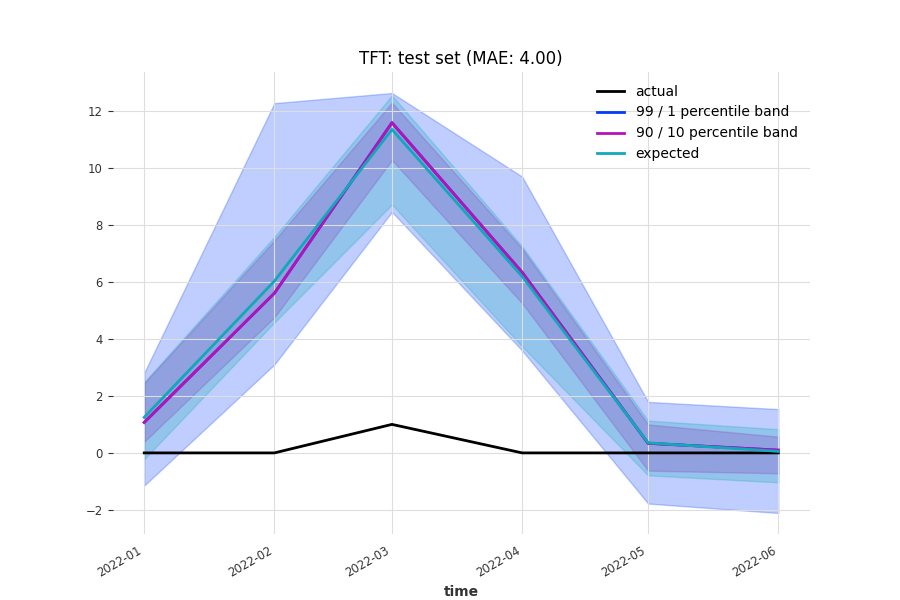 TFT: test set (MAE: 4.00)
actual
99 / 1 percentile band
90 / 10 percentile band
expected
12
10
8
6
4
2
0
−2
2022-01
2022-02
2022-03
2022-04
2022-05
2022-06
time